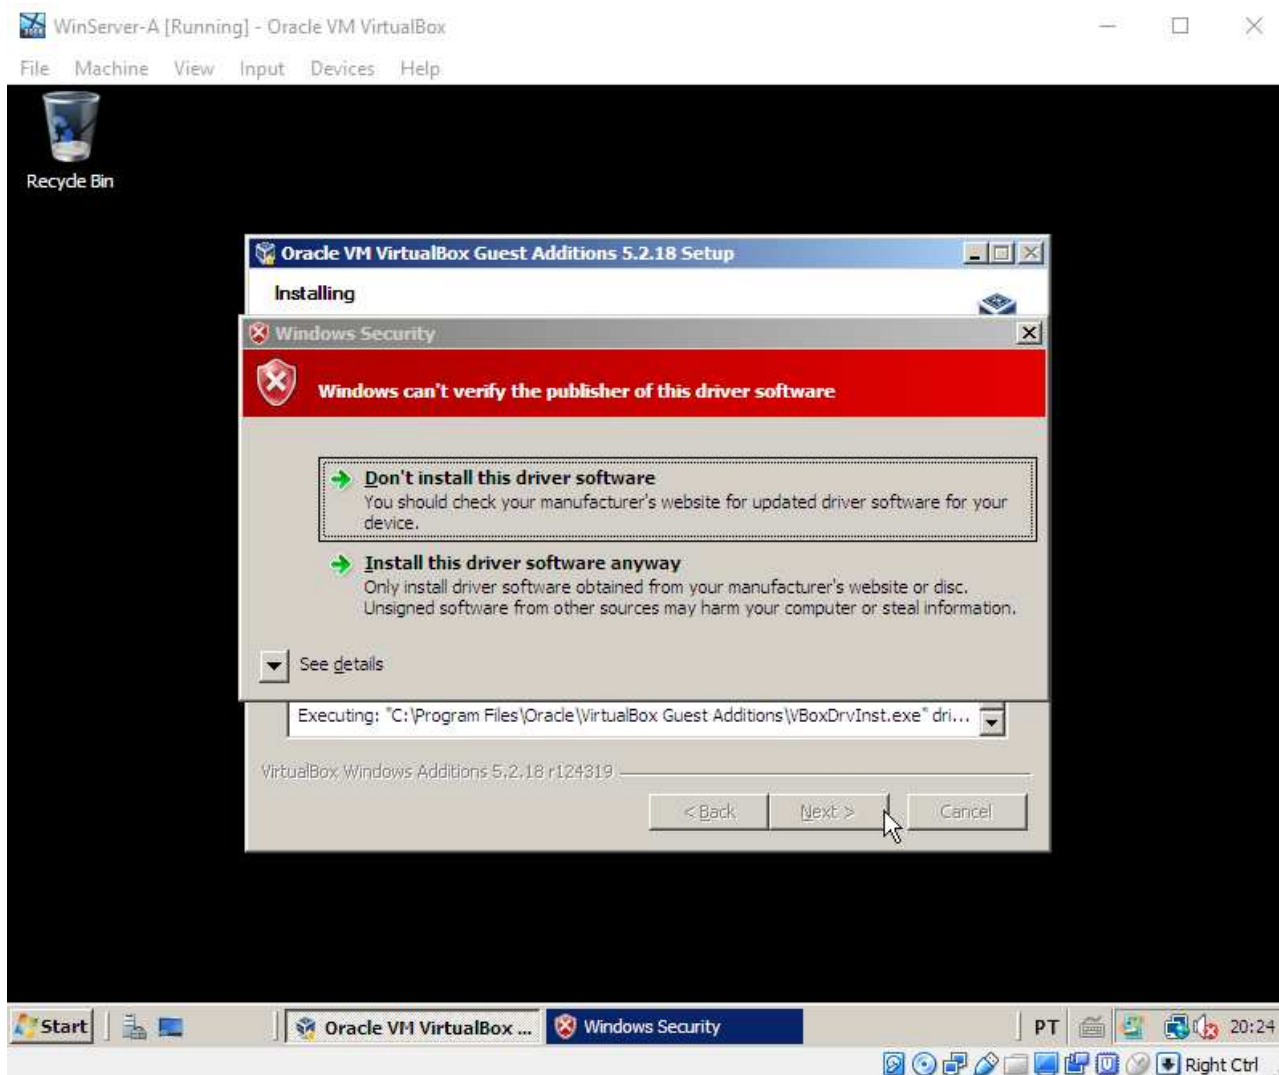 WinServer-A [Running] - Oracle VM VirtualBox
File Machine View Input Devices Help
Recycle Bin
Oracle VM VirtualBox Guest Additions 5.2.18 Setup
Installing
Windows Security
Windows can't verify the publisher of this driver software
Don't install this driver software
You should check your manufacturer's website for updated driver software for your
device.
Install this driver software anyway
Only install driver software obtained from your manufacturer's website or disc.
Unsigned software from other sources may harm your computer or steal information.
See details
Executing: "C:\Program Files\Oracle\VirtualBox Guest Additions\VBoxDrvInst.exe" dri...
VirtualBox Windows Additions 5.2.18 r124319
< Back Next > Cancel
Start Oracle VM VirtualBox ... Windows Security PT 20:24
Right Ctrl